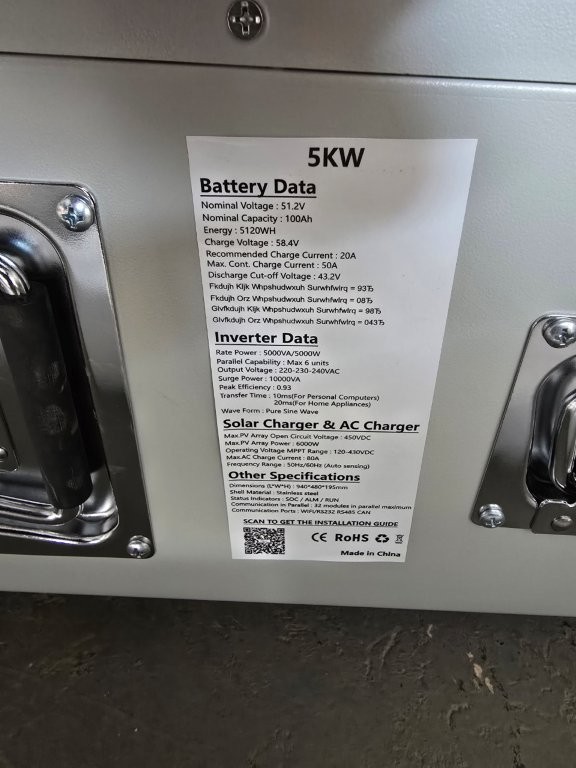 5KW
Battery Data
Nominal Voltage : 51.2V
Nominal Capacity : 100Ah
Energy : 5120WH
Charge Voltage : 58.4V
Recommended Charge Current : 20A
Max. Cont. Charge Current : 50A
Discharge Cut-off Voltage : 43.2V
Fkdujh Kljk Whpshudwxuh Surwhfwlrq = 93Ђ
Fkdujh Orz Whpshudwxuh Surwhfwlrq = 08Ђ
Glvfkdujh Kljk Whpshudwxuh Surwhfwlrq = 98Ђ
Glvfkdujh Orz Whpshudwxuh Surwhfwlrq = 043Ђ
Inverter Data
Rate Power : 5000VA/5000W
Parallel Capability : Max 6 units
Output Voltage : 220-230-240VAC
Surge Power : 10000VA
Peak Efficiency : 0.93
Transfer Time : 10ms(For Personal Computers)
20ms(For Home Appliances)
Wave Form : Pure Sine Wave
Solar Charger & AC Charger
Max.PV Array Open Circuit Voltage : 450VDC
Max.PV Array Power : 6000W
Operating Voltage MPPT Range : 120-430VDC
Max.AC Charge Current : 80A
Frequency Range : 50Hz/60Hz (Auto sensing)
Other Specifications
Dimensions (L*W*H) : 940*480*195mm
Shell Material : Stainless steel
Status Indicators : SOC / ALM / RUN
Communication in Parallel : 32 modules in parallel maximum
Communication Ports : WIFI/RS232 RS485 CAN
SCAN TO GET THE INSTALLATION GUIDE
CE RoHS
Made in China